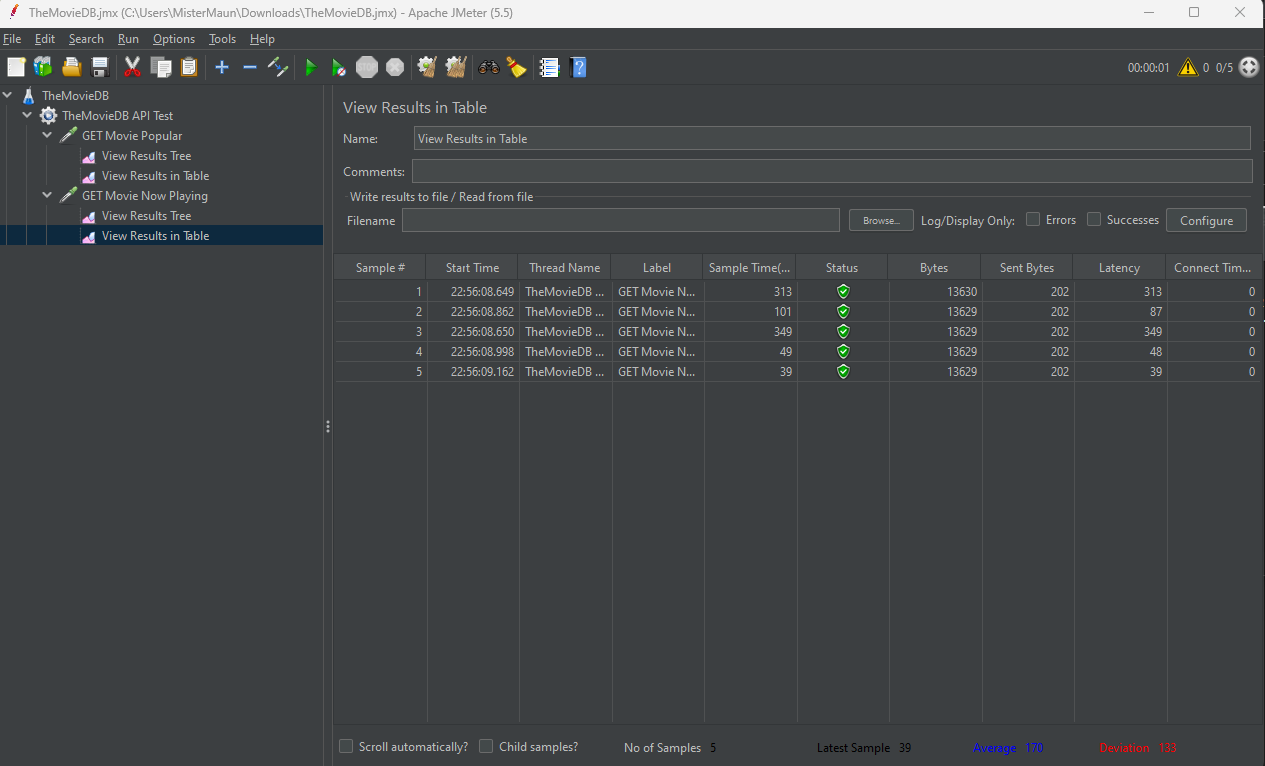 TheMovieDB.jmx (C:\Users\MisterMaun\Downloads\TheMovieDB.jmx) - Apache JMeter (5.5)
File Edit Search Run Options Tools Help
STOP 00:00:01 0 0/5
TheMovieDB
TheMovieDB API Test
GET Movie Popular
View Results Tree
View Results in Table
GET Movie Now Playing
View Results Tree
View Results in Table
View Results in Table
Name: View Results in Table
Comments:
Write results to file / Read from file
Filename Browse... Log/Display Only: Errors Successes Configure
Sample # Start Time Thread Name Label Sample Time(... Status Bytes Sent Bytes Latency Connect Tim...
1 22:56:08.649 TheMovieDB ... GET Movie N... 313 13630 202 313 0
2 22:56:08.862 TheMovieDB ... GET Movie N... 101 13629 202 87 0
3 22:56:08.650 TheMovieDB ... GET Movie N... 349 13629 202 349 0
4 22:56:08.998 TheMovieDB ... GET Movie N... 49 13629 202 48 0
5 22:56:09.162 TheMovieDB ... GET Movie N... 39 13629 202 39 0
Scroll automatically? Child samples? No of Samples 5 Latest Sample 39 Average 170 Deviation 133